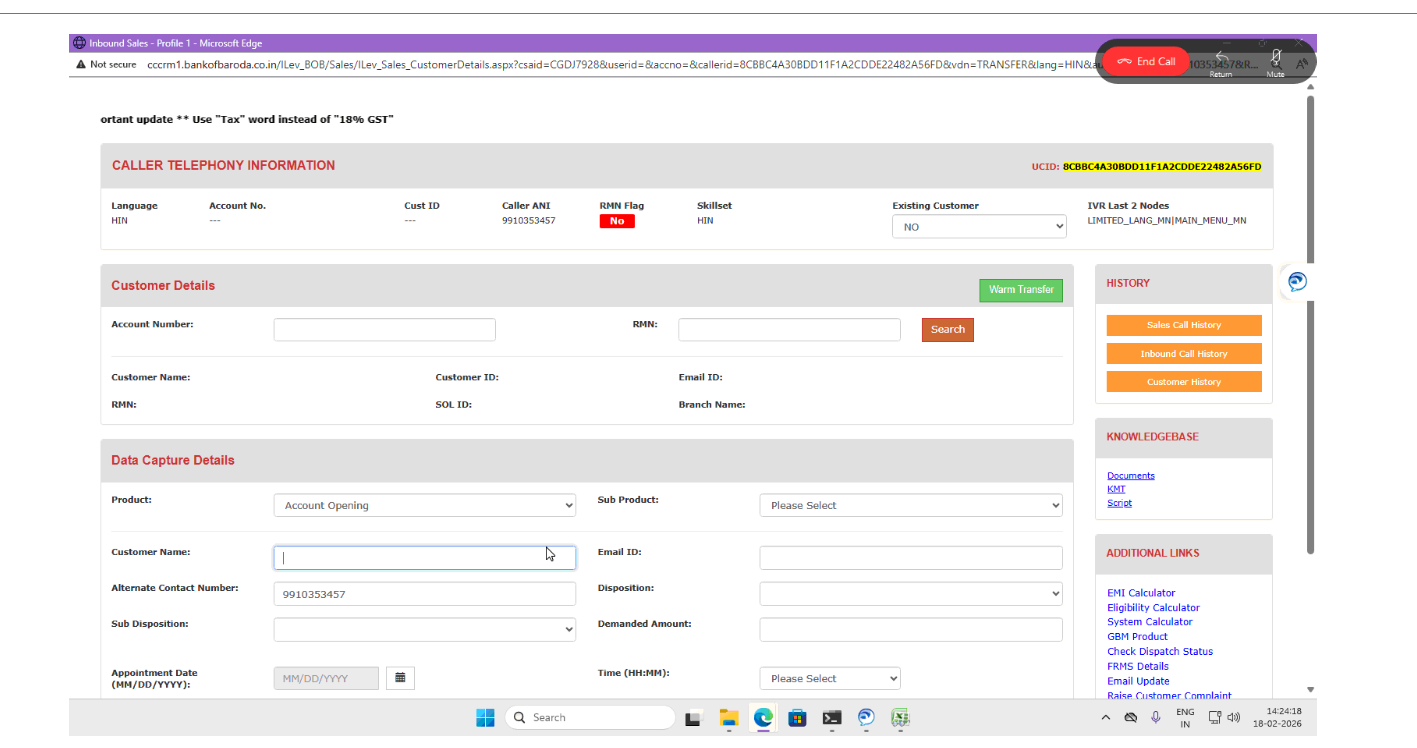 Inbound Sales - Profile 1 - Microsoft Edge
Not secure cccrm1.bankofbaroda.co.in/ILev_BOB/Sales/ILev_Sales_CustomerDetails.aspx?csaid=CGDJ7928&userid=&accno=&callerid=8CBBC4A30BDD11F1A2CDDE22482A56FD&vdn=TRANSFER&lang=HIN&
End Call
Return
Mute
ortant update ** Use "Tax" word instead of "18% GST"
CALLER TELEPHONY INFORMATION
UCID: 8CBBC4A30BDD11F1A2CDDE22482A56FD
Language Account No. Cust ID Caller ANI RMN Flag Skillset Existing Customer IVR Last 2 Nodes
HIN --- --- 9910353457 No HIN NO LIMITED_LANG_MN|MAIN_MENU_MN
Customer Details
Warm Transfer
Account Number: RMN: Search
Customer Name: Customer ID: Email ID:
RMN: SOL ID: Branch Name:
Data Capture Details
Product: Account Opening Sub Product: Please Select
Customer Name: Email ID:
Alternate Contact Number: 9910353457 Disposition:
Sub Disposition: Demanded Amount:
Appointment Date
(MM/DD/YYYY): MM/DD/YYYY Time (HH:MM): Please Select
HISTORY
Sales Call History
Inbound Call History
Customer History
KNOWLEDGEBASE
Documents
KMT
Script
ADDITIONAL LINKS
EMI Calculator
Eligibility Calculator
System Calculator
GBM Product
Check Dispatch Status
FRMS Details
Email Update
Raise Customer Complaint
Search
ENG
IN
14:24:18
18-02-2026